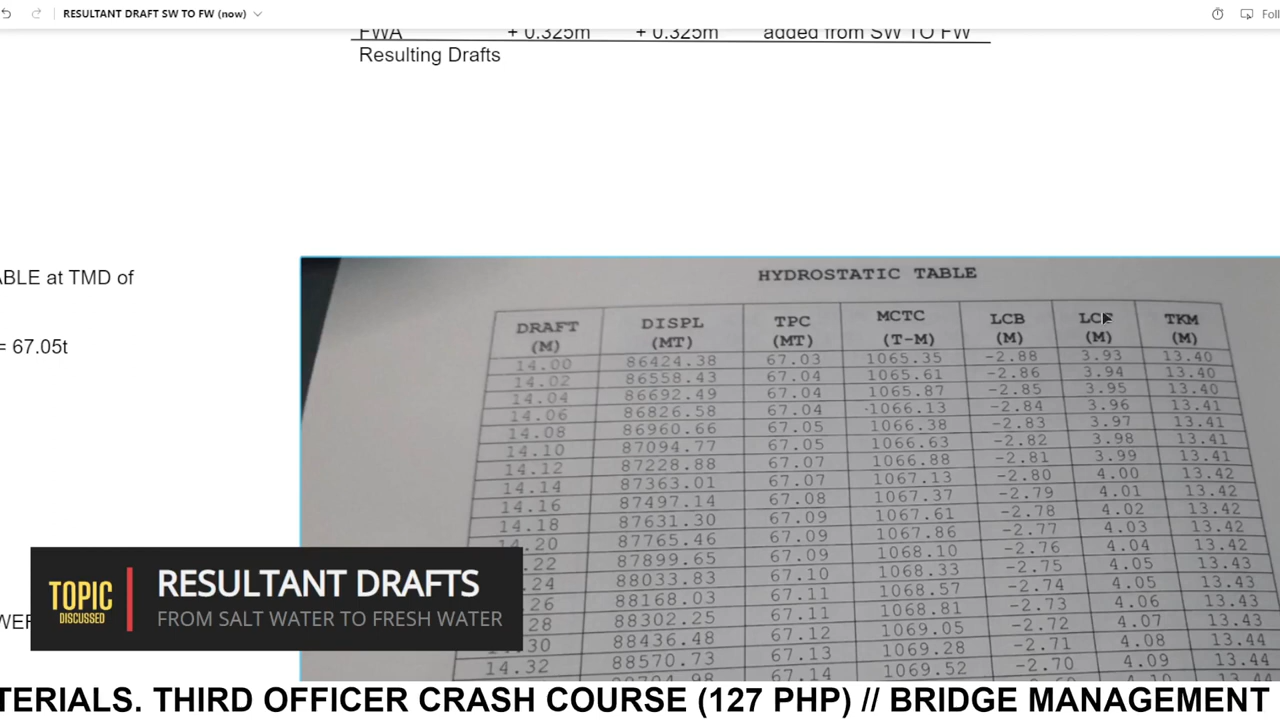 RESULTANT DRAFT SW TO FW (now)
Foll
FWA + 0.325m + 0.325m added from SW TO FW
Resulting Drafts
ABLE at TMD of
= 67.05t
HYDROSTATIC TABLE
DRAFT DISPL TPC MCTC LCB LCF TKM
(M) (MT) (MT) (T-M) (M) (M) (M)
14.00 86424.38 67.03 1065.35 -2.88 3.93 13.40
14.02 86558.43 67.04 1065.61 -2.86 3.94 13.40
14.04 86692.49 67.04 1065.87 -2.85 3.95 13.40
14.06 86826.58 67.04 1066.13 -2.84 3.96 13.41
14.08 86960.66 67.05 1066.38 -2.83 3.97 13.41
14.10 87094.77 67.05 1066.63 -2.82 3.98 13.41
14.12 87228.88 67.07 1066.88 -2.81 3.99 13.41
14.14 87363.01 67.07 1067.13 -2.80 4.00 13.42
14.16 87497.14 67.08 1067.37 -2.79 4.01 13.42
14.18 87631.30 67.09 1067.61 -2.78 4.02 13.42
14.20 87765.46 67.09 1067.86 -2.77 4.03 13.42
.22 87899.65 67.09 1068.10 -2.76 4.04 13.42
.24 88033.83 67.10 1068.33 -2.75 4.05 13.43
.26 88168.03 67.11 1068.57 -2.74 4.05 13.43
.28 88302.25 67.11 1068.81 -2.73 4.06 13.43
.30 88436.48 67.12 1069.05 -2.72 4.07 13.43
14.32 88570.73 67.13 1069.28 -2.71 4.08 13.44
67.14 1069.52 -2.70 4.09 13.44
WER
TOPIC DISCUSSED
RESULTANT DRAFTS
FROM SALT WATER TO FRESH WATER
TERIALS. THIRD OFFICER CRASH COURSE (127 PHP) // BRIDGE MANAGEMENT